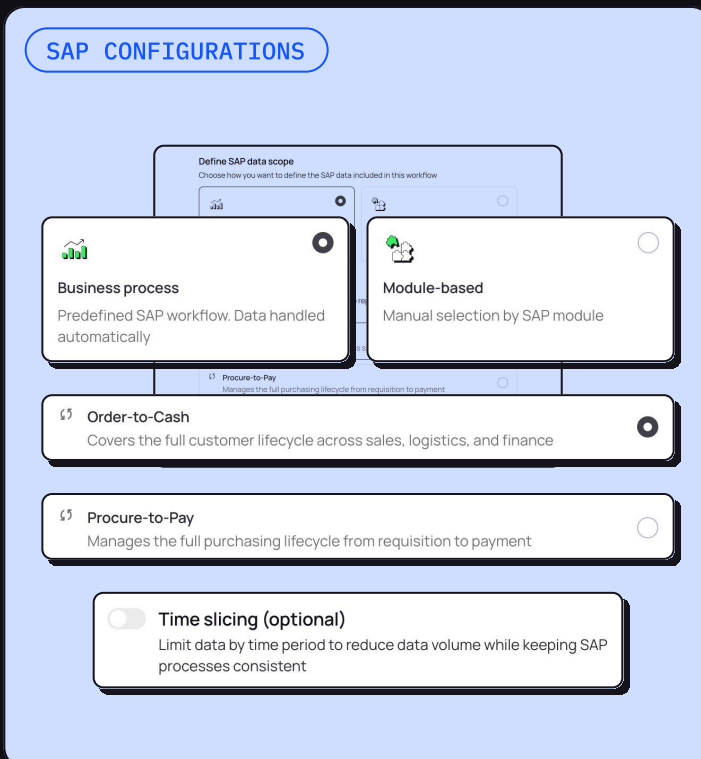 SAP CONFIGURATIONS
Define SAP data scope
Choose how you want to define the SAP data included in this workflow
Business process
Predefined SAP workflow. Data handled
automatically
Module-based
Manual selection by SAP module
Procure-to-Pay
Manages the full purchasing lifecycle from requisition to payment
Order-to-Cash
Covers the full customer lifecycle across sales, logistics, and finance
Procure-to-Pay
Manages the full purchasing lifecycle from requisition to payment
Time slicing (optional)
Limit data by time period to reduce data volume while keeping SAP
processes consistent